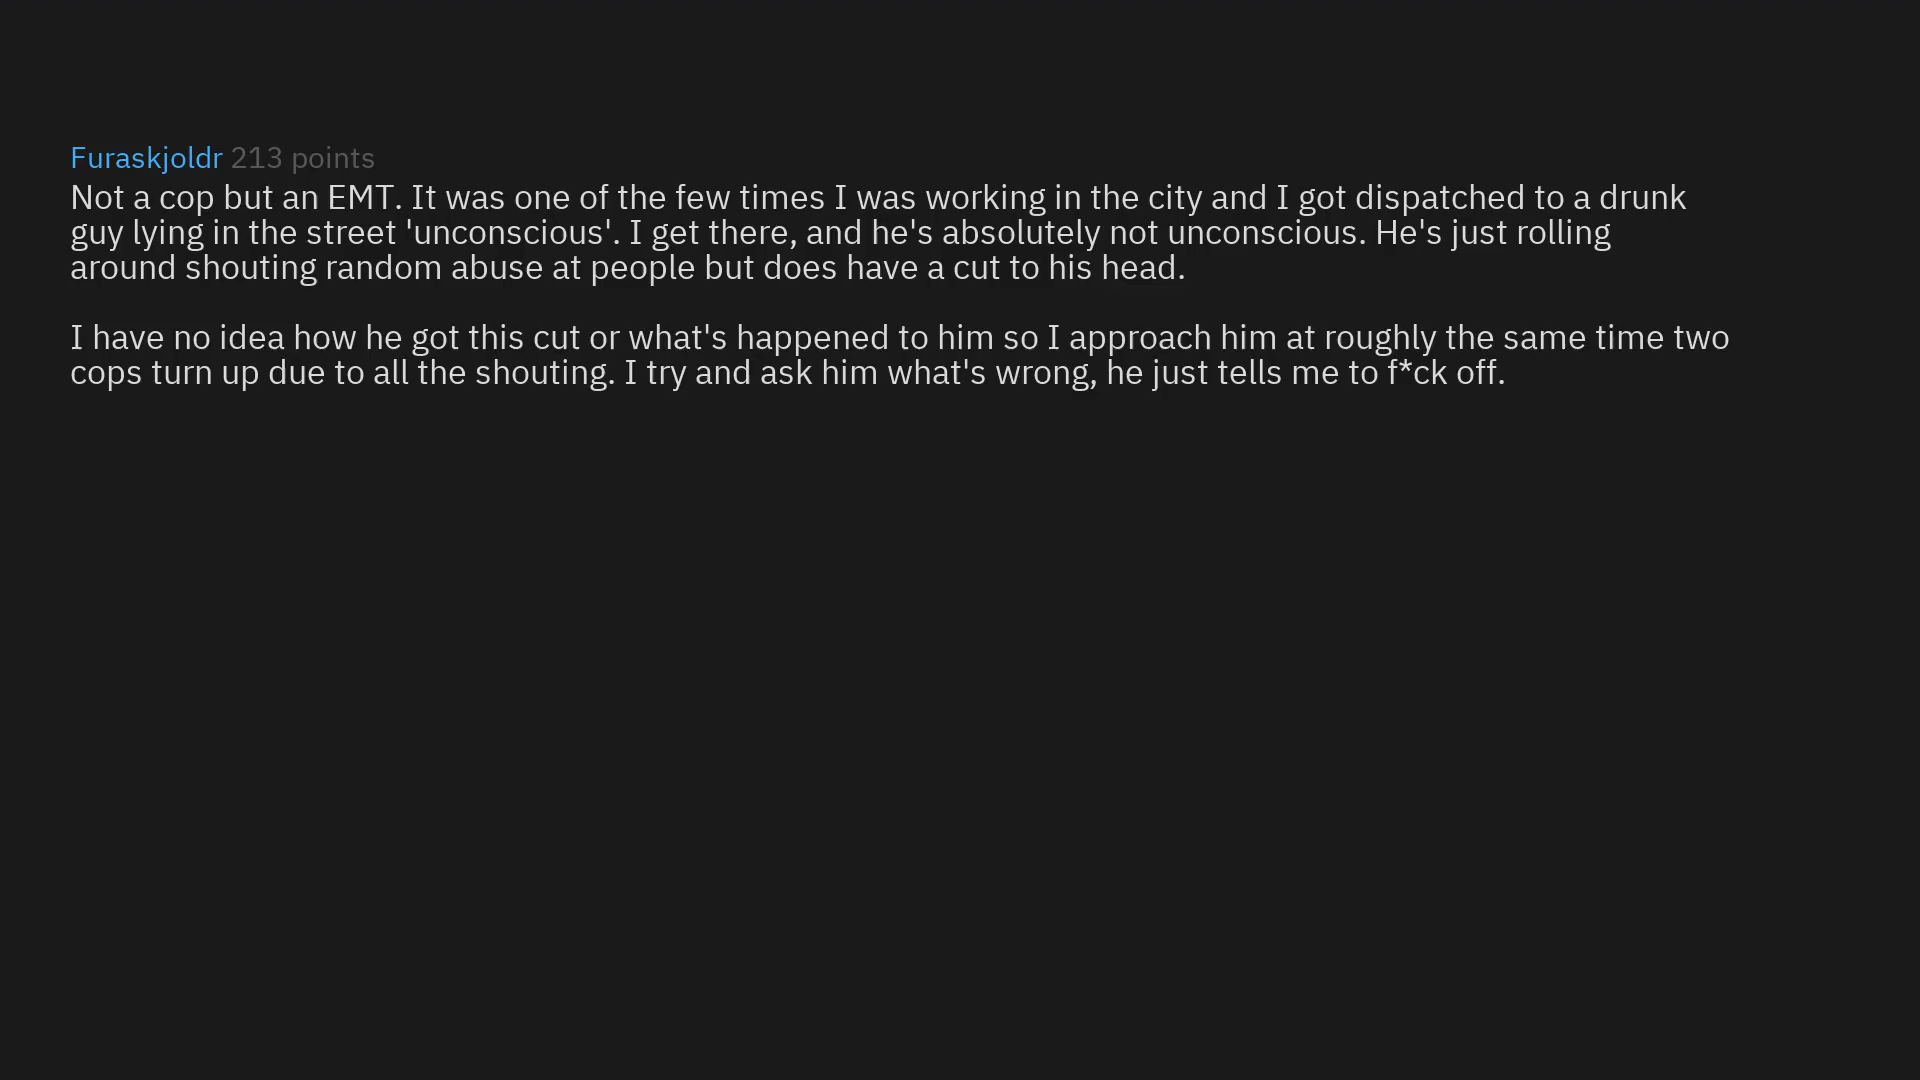 Furaskjoldr 213 points
Not a cop but an EMT. It was one of the few times I was working in the city and I got dispatched to a drunk
guy lying in the street 'unconscious'. I get there, and he's absolutely not unconscious. He's just rolling
around shouting random abuse at people but does have a cut to his head.
I have no idea how he got this cut or what's happened to him so I approach him at roughly the same time two
cops turn up due to all the shouting. I try and ask him what's wrong, he just tells me to f*ck off.